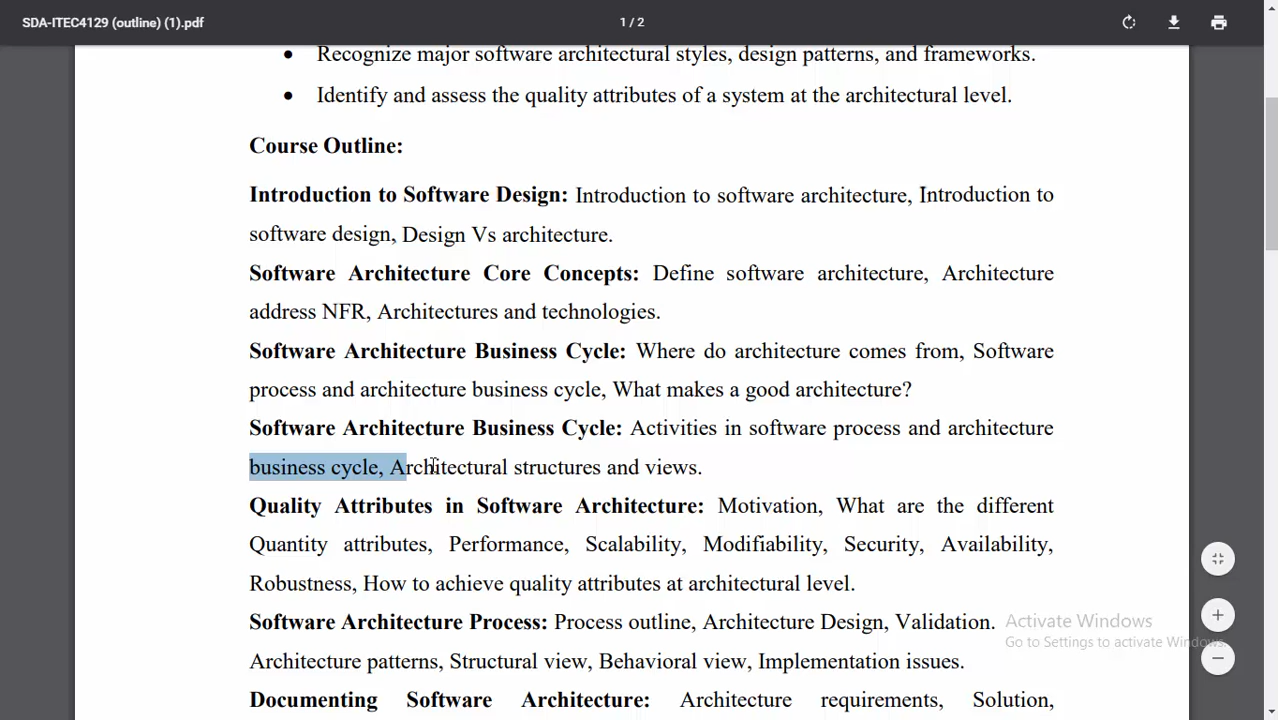 SDA-ITEC4129 (outline) (1).pdf
1 / 2
• Recognize major software architectural styles, design patterns, and frameworks.
• Identify and assess the quality attributes of a system at the architectural level.
Course Outline:
Introduction to Software Design: Introduction to software architecture, Introduction to
software design, Design Vs architecture.
Software Architecture Core Concepts: Define software architecture, Architecture
address NFR, Architectures and technologies.
Software Architecture Business Cycle: Where do architecture comes from, Software
process and architecture business cycle, What makes a good architecture?
Software Architecture Business Cycle: Activities in software process and architecture
business cycle, Architectural structures and views.
Quality Attributes in Software Architecture: Motivation, What are the different
Quantity attributes, Performance, Scalability, Modifiability, Security, Availability,
Robustness, How to achieve quality attributes at architectural level.
Software Architecture Process: Process outline, Architecture Design, Validation.
Architecture patterns, Structural view, Behavioral view, Implementation issues.
Documenting Software Architecture: Architecture requirements, Solution,
Activate Windows
Go to Settings to activate Windows.